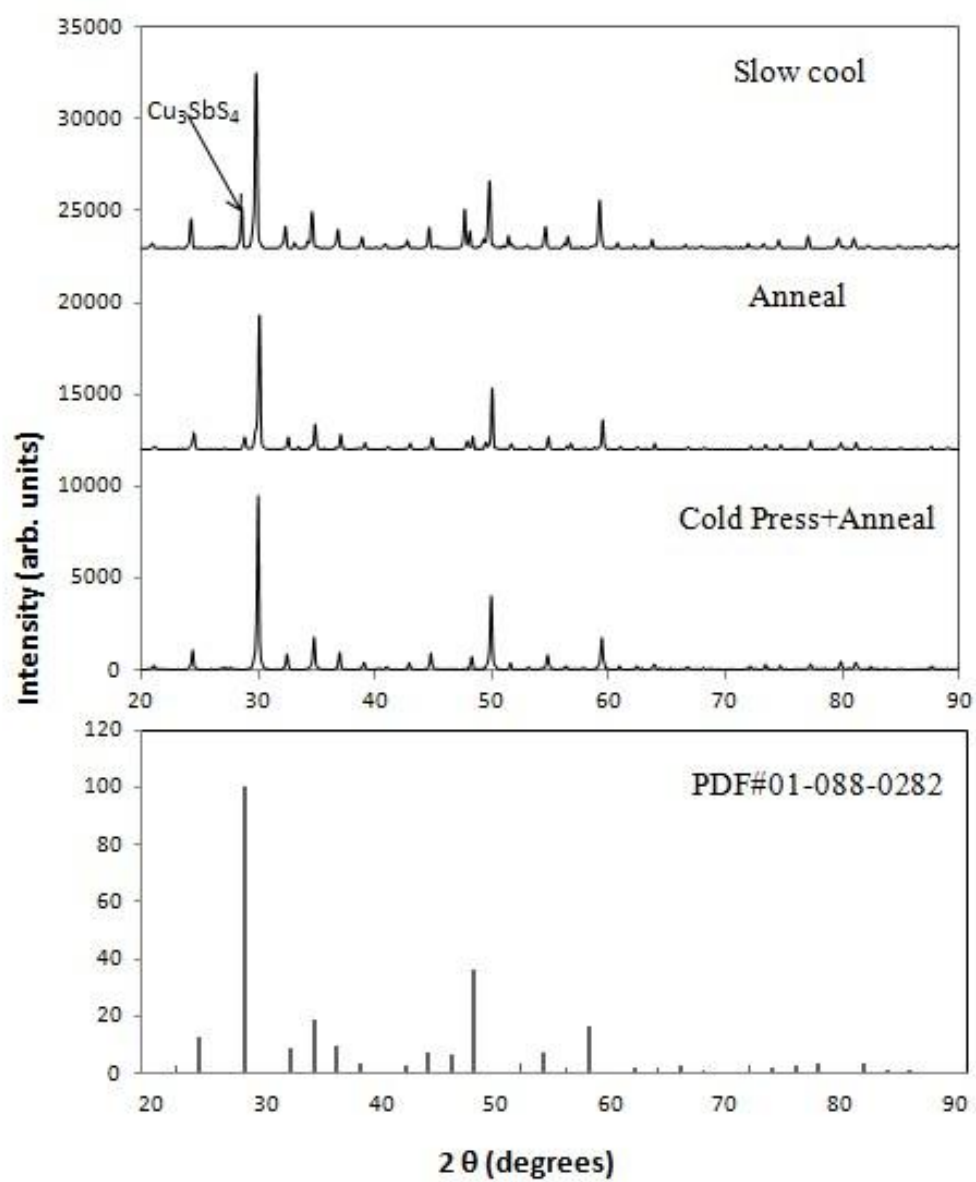 35000
Slow cool
Cu₃SbS₄
30000
25000
20000
Anneal
15000
10000
Cold Press+Anneal
5000
0
20 30 40 50 60 70 80 90
Intensity (arb. units)
120
PDF#01-088-0282
100
80
60
40
20
0
20 30 40 50 60 70 80 90
2 θ (degrees)